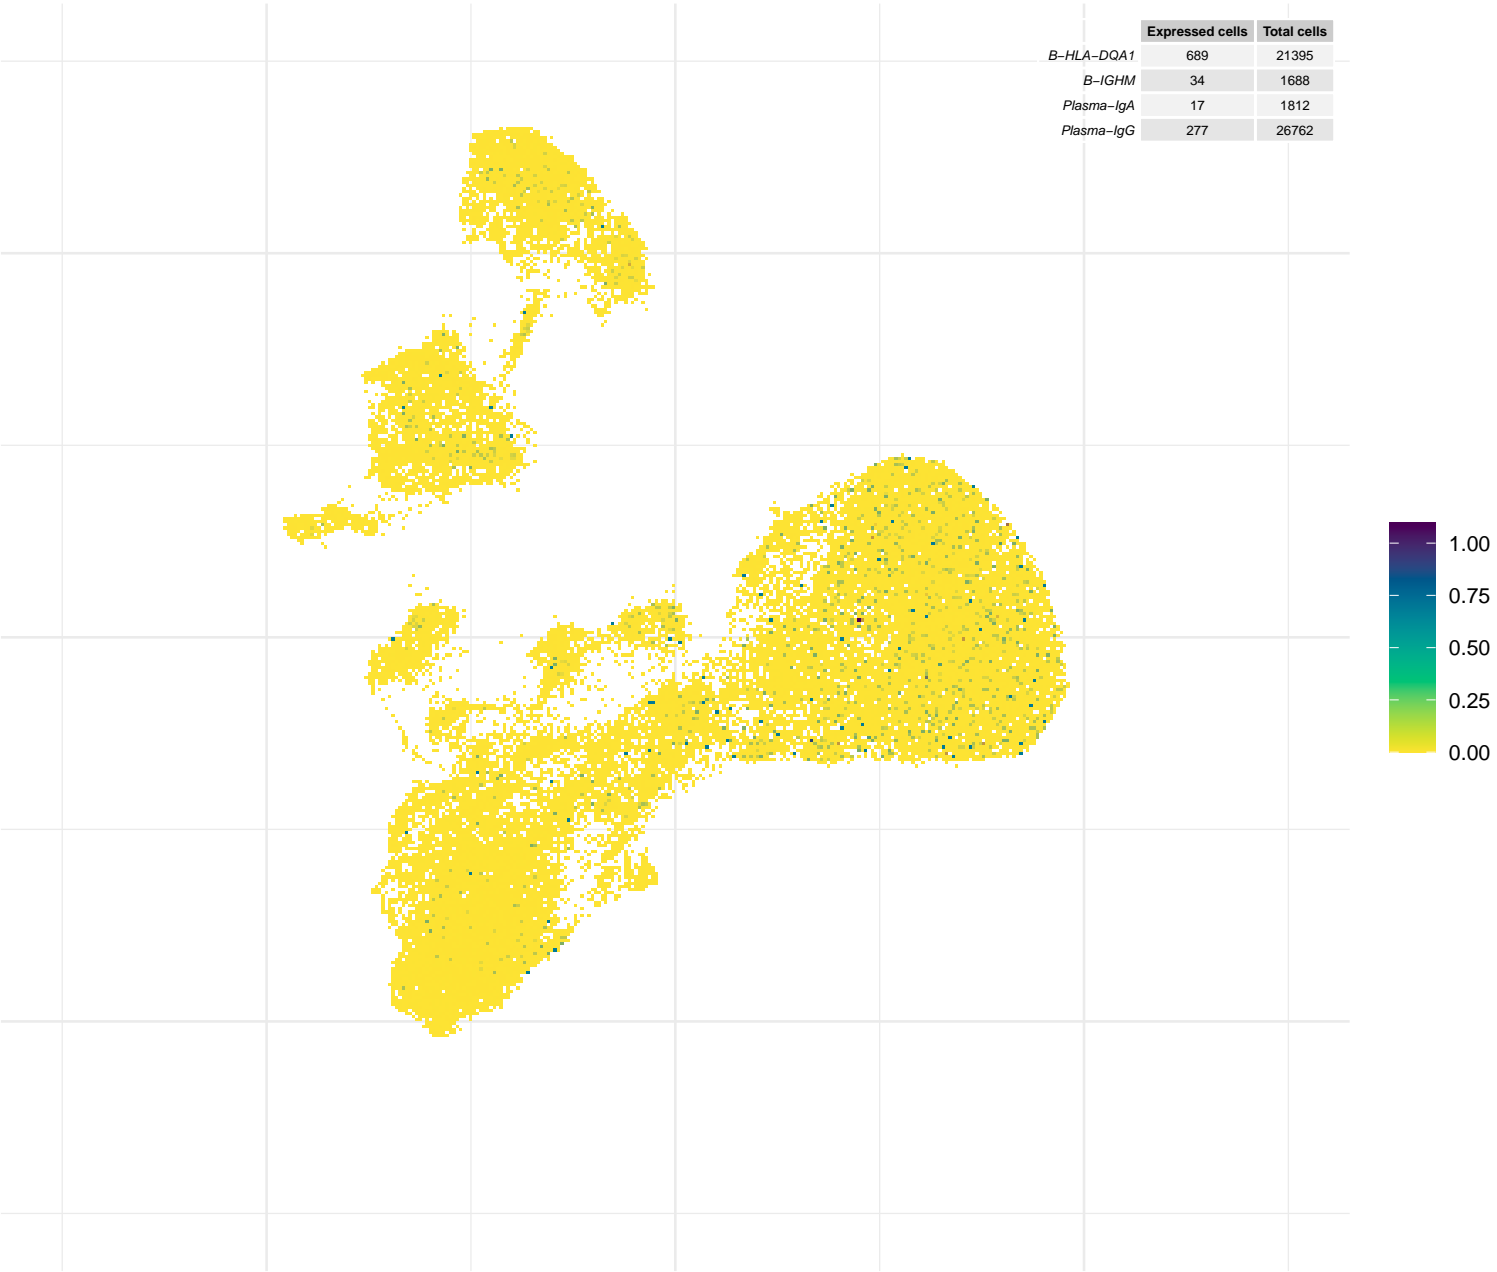 Expressed cells Total cells
B−HLA−DQA1 689 21395
B−IGHM 34 1688
Plasma−IgA 17 1812
Plasma−IgG 277 26762
1.00
0.75
0.50
0.25
0.00